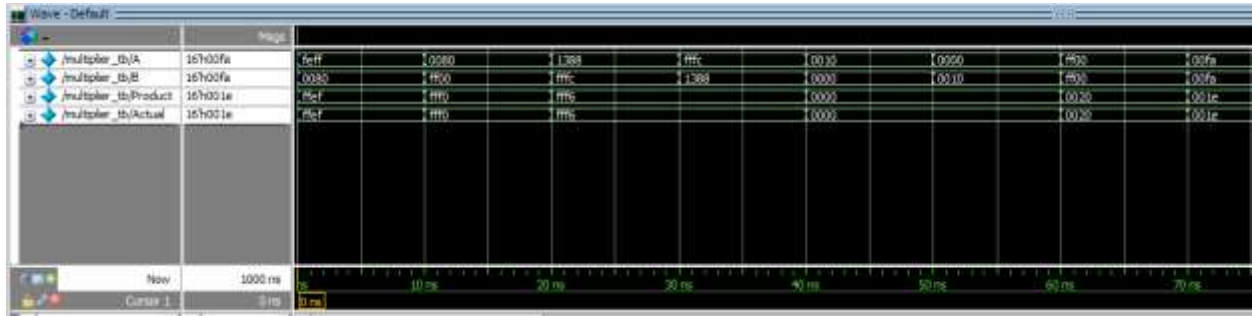 Wave - Default
Msgs
/multiplier_tb/A 16'h00fa feff 0080 1388 fffc 0010 0000 ff00 00fa
/multiplier_tb/B 16'h00fa 0080 ff00 fffc 1388 0000 0010 ff00 00fa
/multiplier_tb/Product 16'h001e ffef fff0 fff6 0000 0020 001e
/multiplier_tb/Actual 16'h001e ffef fff0 fff6 0000 0020 001e
Now 1000 ns ns 10 ns 20 ns 30 ns 40 ns 50 ns 60 ns 70 ns
Cursor 1 0 ns 0 ns